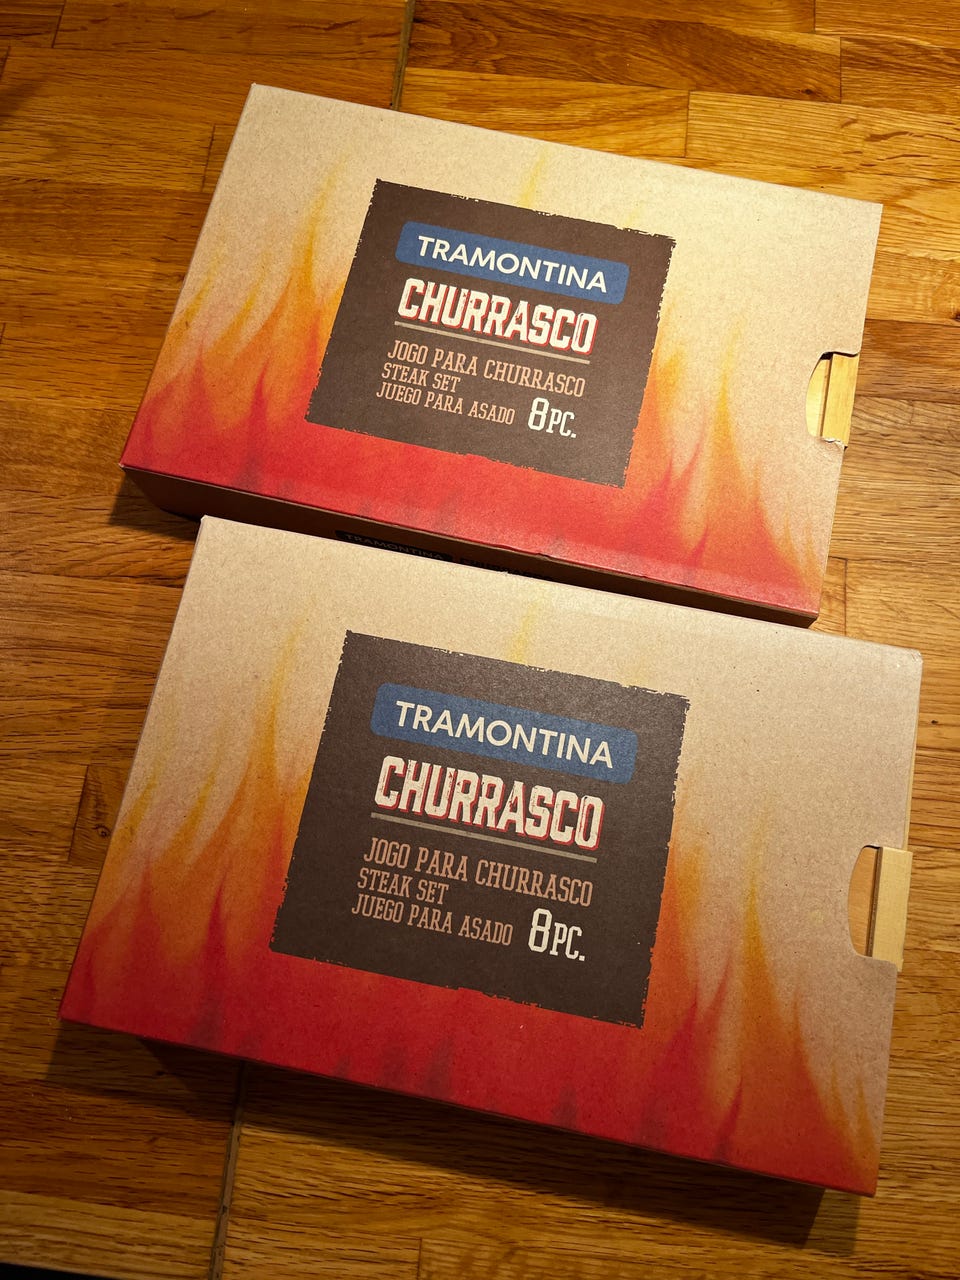 TRAMONTINA
CHURRASCO
JOGO PARA CHURRASCO
STEAK SET
JUEGO PARA ASADO 8PC.
TRAMONTINA
TRAMONTINA
CHURRASCO
JOGO PARA CHURRASCO
STEAK SET
JUEGO PARA ASADO 8PC.